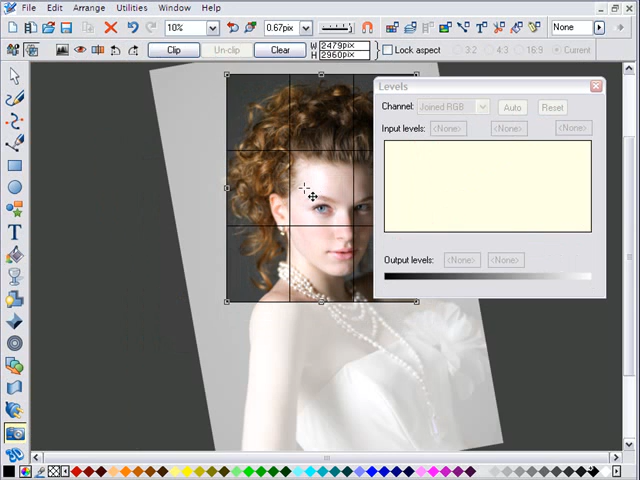 File Edit Arrange Utilities Window Help
10% 0.67pix None
Clip Un-clip Clear W 2479pix Lock aspect 3:2 4:3 16:9 Current
H 2960pix
Levels
Channel: Joined RGB Auto Reset
Input levels: <None> <None> <None>
T
Output levels: <None> <None>